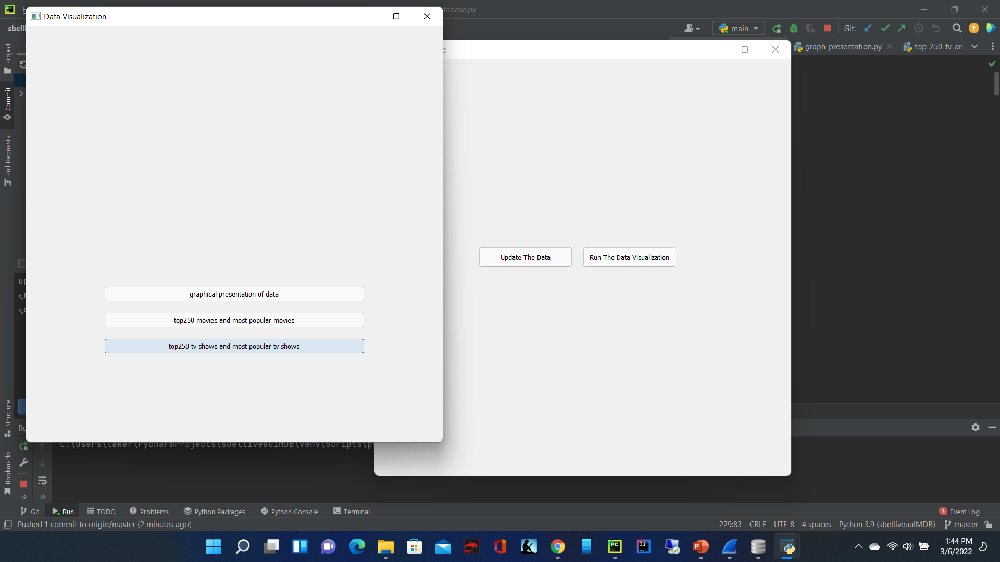 Data Visualization
tabase.py
sbelli
main
Git:
e
graph_presentation.py
top_250_tv_an
Project
Commit
Pull Requests
Structure
Bookmarks
Update The Data
Run The Data Visualization
graphical presentation of data
top250 movies and most popular movies
top250 tv shows and most popular tv shows
up
Ru
C:\Users\taker\PycharmProjects\sbelliveauIMDB\venv\Scripts\p
Git
Run
TODO
Problems
Python Packages
Python Console
Terminal
3 Event Log
Pushed 1 commit to origin/master (2 minutes ago)
229:83 CRLF UTF-8 4 spaces Python 3.9 (sbelliveauIMDB) master
1:44 PM
3/6/2022